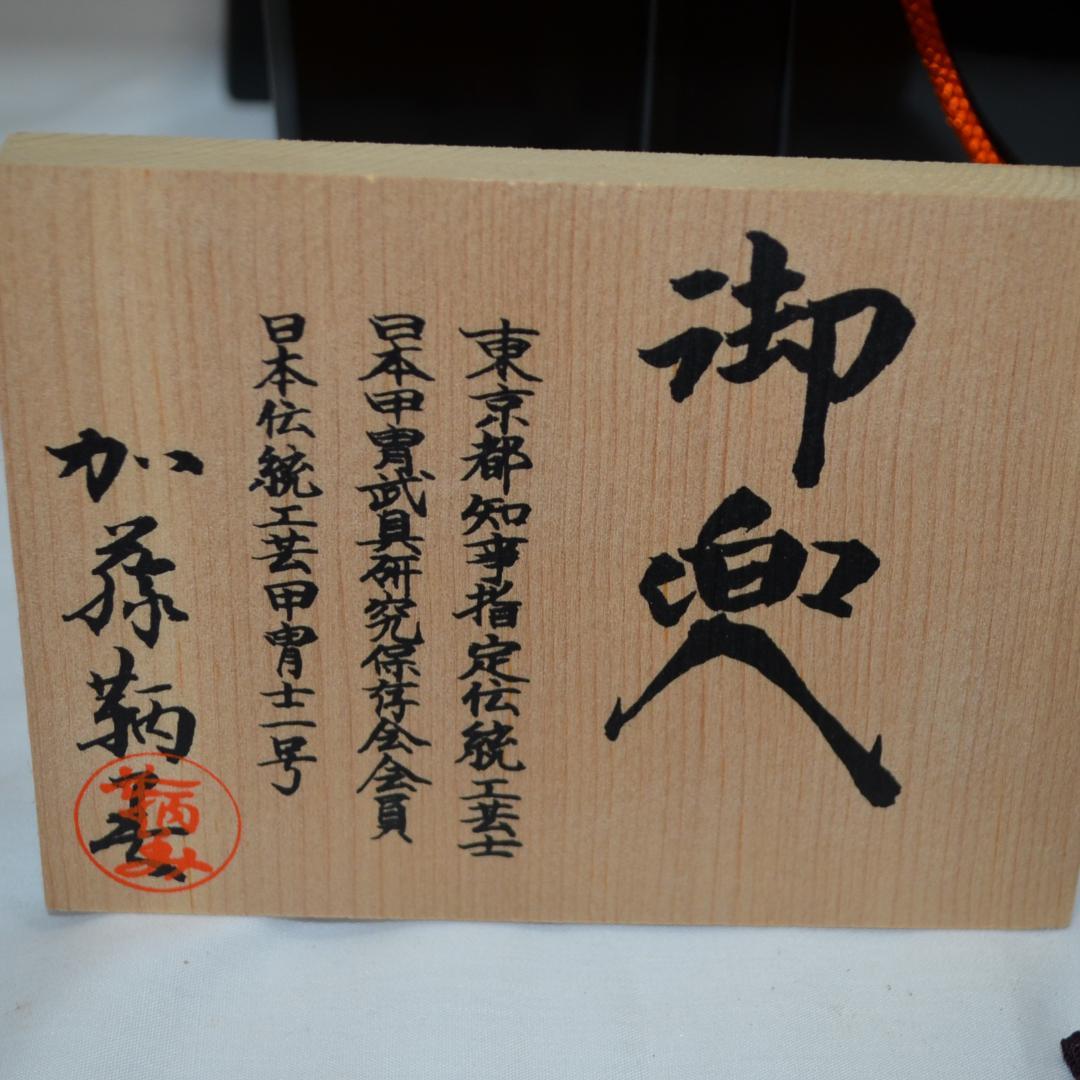 御兜
東京都知事指定伝統工芸士
日本甲冑武具研究保存会会員
日本伝統工芸甲冑士一号
加藤鞆美